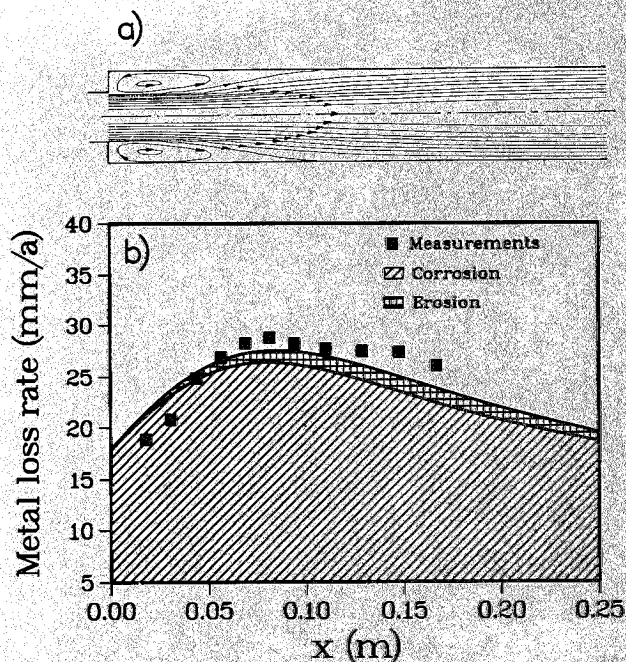 a)
b)
Measurements
Corrosion
Erosion
Metal loss rate (mm/a)
40
35
30
25
20
15
10
5
0.00 0.05 0.10 0.15 0.20 0.25
x (m)